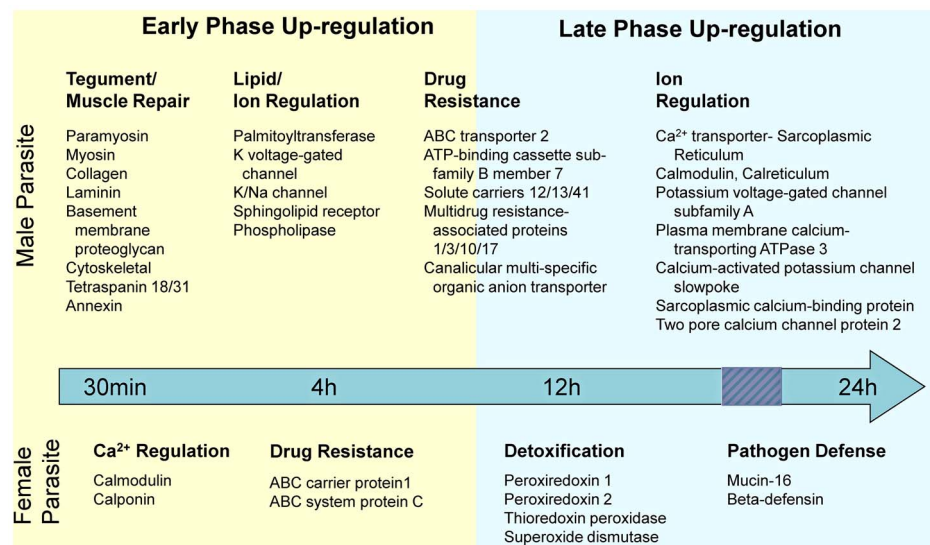 Early Phase Up-regulation
Late Phase Up-regulation
Male Parasite
Tegument/
Muscle Repair
Paramyosin
Myosin
Collagen
Laminin
Basement
membrane
proteoglycan
Cytoskeletal
Tetraspanin 18/31
Annexin
Lipid/
Ion Regulation
Palmitoyltransferase
K voltage-gated
channel
K/Na channel
Sphingolipid receptor
Phospholipase
Drug
Resistance
ABC transporter 2
ATP-binding cassette sub-
family B member 7
Solute carriers 12/13/41
Multidrug resistance-
associated proteins
1/3/10/17
Canalicular multi-specific
organic anion transporter
Ion
Regulation
Ca²⁺ transporter- Sarcoplasmic
Reticulum
Calmodulin, Calreticulum
Potassium voltage-gated channel
subfamily A
Plasma membrane calcium-
transporting ATPase 3
Calcium-activated potassium channel
slowpoke
Sarcoplasmic calcium-binding protein
Two pore calcium channel protein 2
30min
4h
12h
24h
Female
Parasite
Ca²⁺ Regulation
Calmodulin
Calponin
Drug Resistance
ABC carrier protein1
ABC system protein C
Detoxification
Peroxiredoxin 1
Peroxiredoxin 2
Thioredoxin peroxidase
Superoxide dismutase
Pathogen Defense
Mucin-16
Beta-defensin